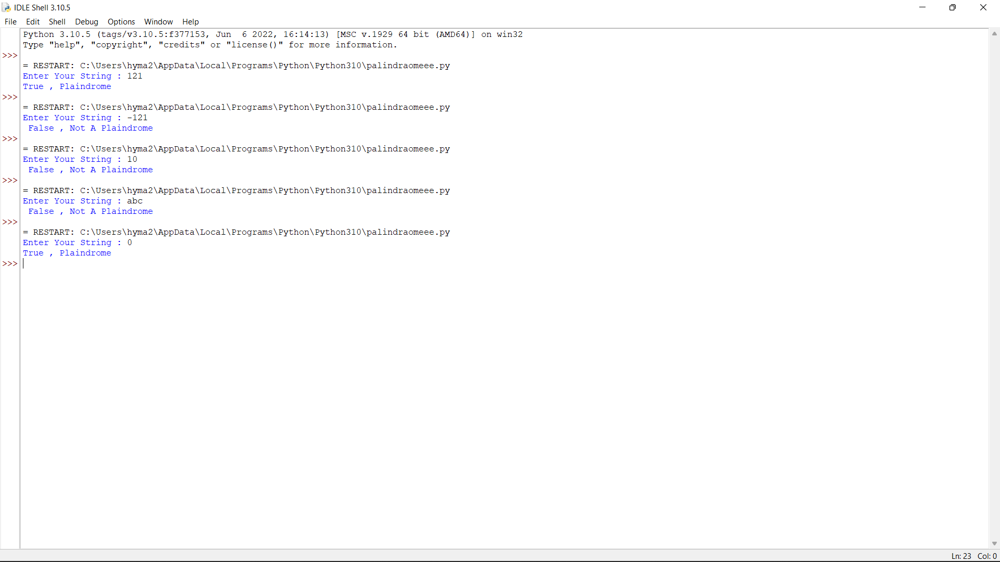 IDLE Shell 3.10.5
File Edit Shell Debug Options Window Help
Python 3.10.5 (tags/v3.10.5:f377153, Jun  6 2022, 16:14:13) [MSC v.1929 64 bit (AMD64)] on win32
Type "help", "copyright", "credits" or "license()" for more information.
>>>
= RESTART: C:\Users\hyma2\AppData\Local\Programs\Python\Python310\palindraomeee.py
Enter Your String : 121
True , Plaindrome
>>>
= RESTART: C:\Users\hyma2\AppData\Local\Programs\Python\Python310\palindraomeee.py
Enter Your String : -121
 False , Not A Plaindrome
>>>
= RESTART: C:\Users\hyma2\AppData\Local\Programs\Python\Python310\palindraomeee.py
Enter Your String : 10
 False , Not A Plaindrome
>>>
= RESTART: C:\Users\hyma2\AppData\Local\Programs\Python\Python310\palindraomeee.py
Enter Your String : abc
 False , Not A Plaindrome
>>>
= RESTART: C:\Users\hyma2\AppData\Local\Programs\Python\Python310\palindraomeee.py
Enter Your String : 0
True , Plaindrome
>>>
Ln: 23 Col: 0